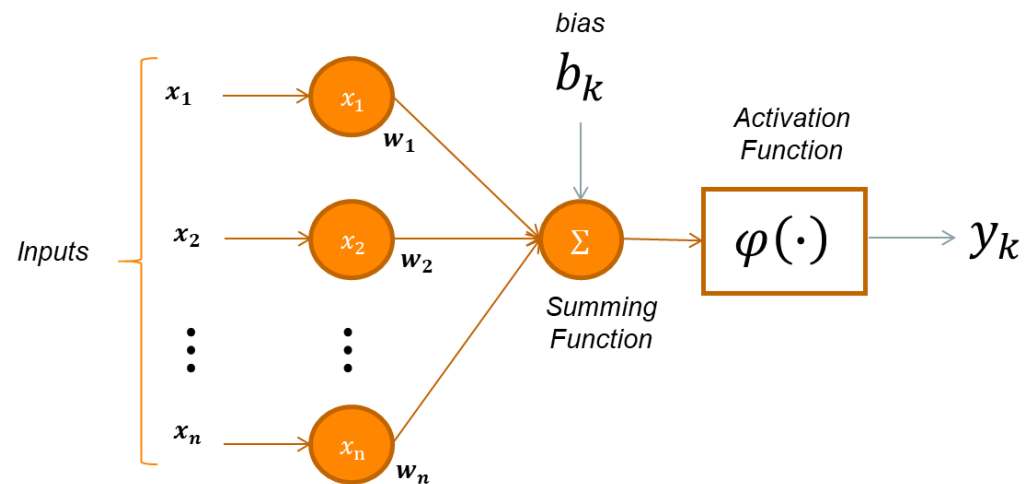 bias
b_k
Activation
Function
x_1
x_1
w_1
Inputs
x_2
x_2
w_2
Σ
φ(·)
y_k
Summing
Function
⋮ ⋮
x_n
x_n
w_n